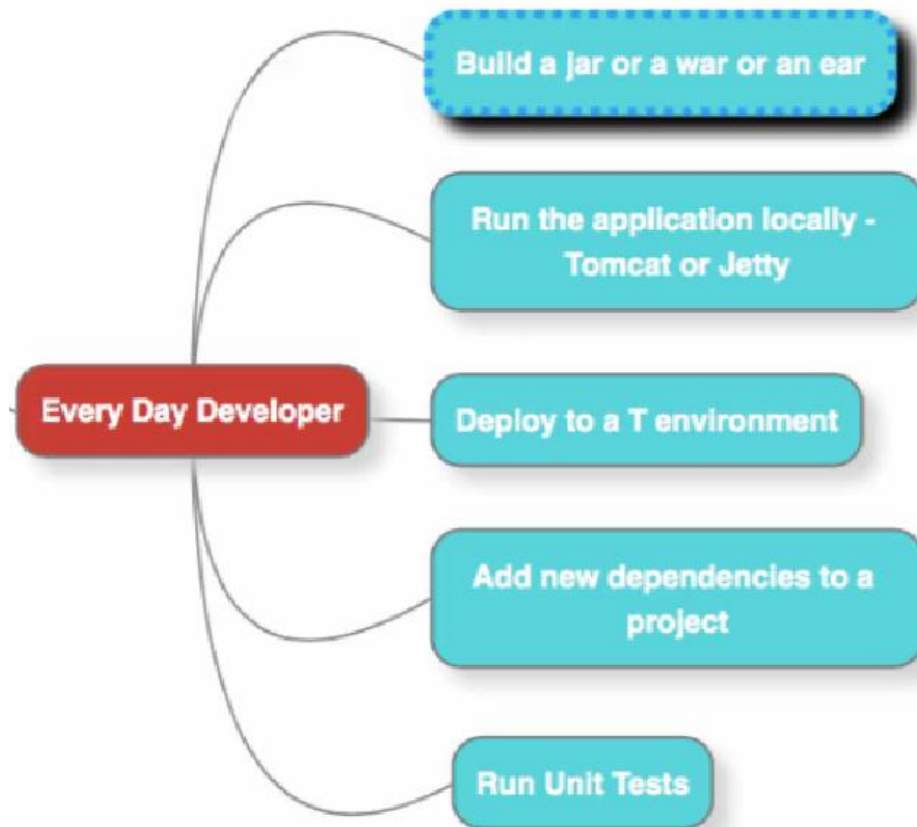 Build a jar or a war or an ear
Run the application locally -
Tomcat or Jetty
Every Day Developer
Deploy to a T environment
Add new dependencies to a
project
Run Unit Tests